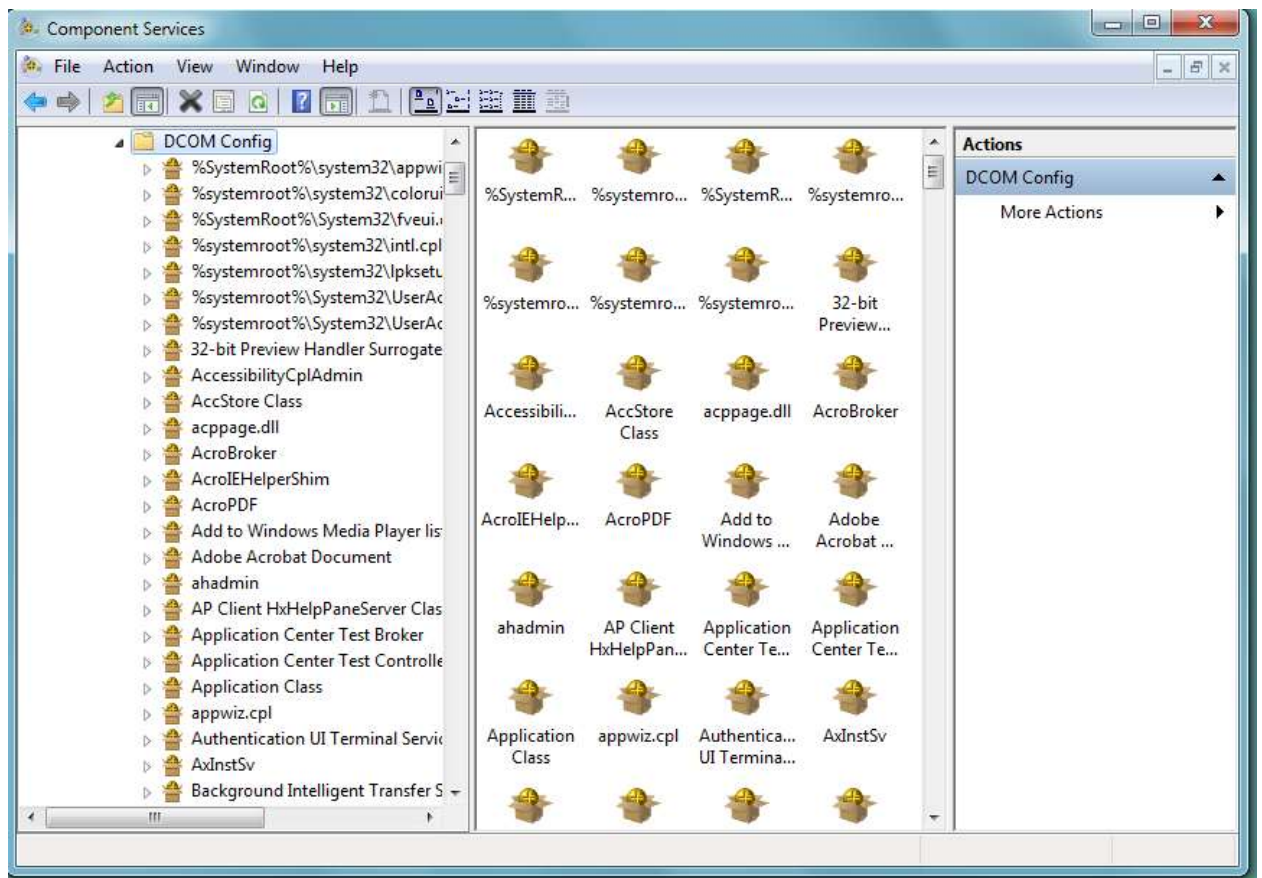 Component Services
File Action View Window Help
DCOM Config
%SystemRoot%\system32\appwi
%systemroot%\system32\colorui
%SystemRoot%\System32\fveui.
%systemroot%\system32\intl.cpl
%systemroot%\system32\lpksetu
%systemroot%\System32\UserAc
%systemroot%\System32\UserAc
32-bit Preview Handler Surrogate
AccessibilityCplAdmin
AccStore Class
acppage.dll
AcroBroker
AcroIEHelperShim
AcroPDF
Add to Windows Media Player lis
Adobe Acrobat Document
ahadmin
AP Client HxHelpPaneServer Clas
Application Center Test Broker
Application Center Test Controlle
Application Class
appwiz.cpl
Authentication UI Terminal Servic
AxInstSv
Background Intelligent Transfer S
%SystemR... %systemro... %SystemR... %systemro...
%systemro... %systemro... %systemro... 32-bit
Preview...
Accessibili... AccStore acppage.dll AcroBroker
Class
AcroIEHelp... AcroPDF Add to Adobe
Windows ... Acrobat ...
ahadmin AP Client Application Application
HxHelpPan... Center Te... Center Te...
Application appwiz.cpl Authentica... AxInstSv
Class UI Termina...
Actions
DCOM Config
More Actions